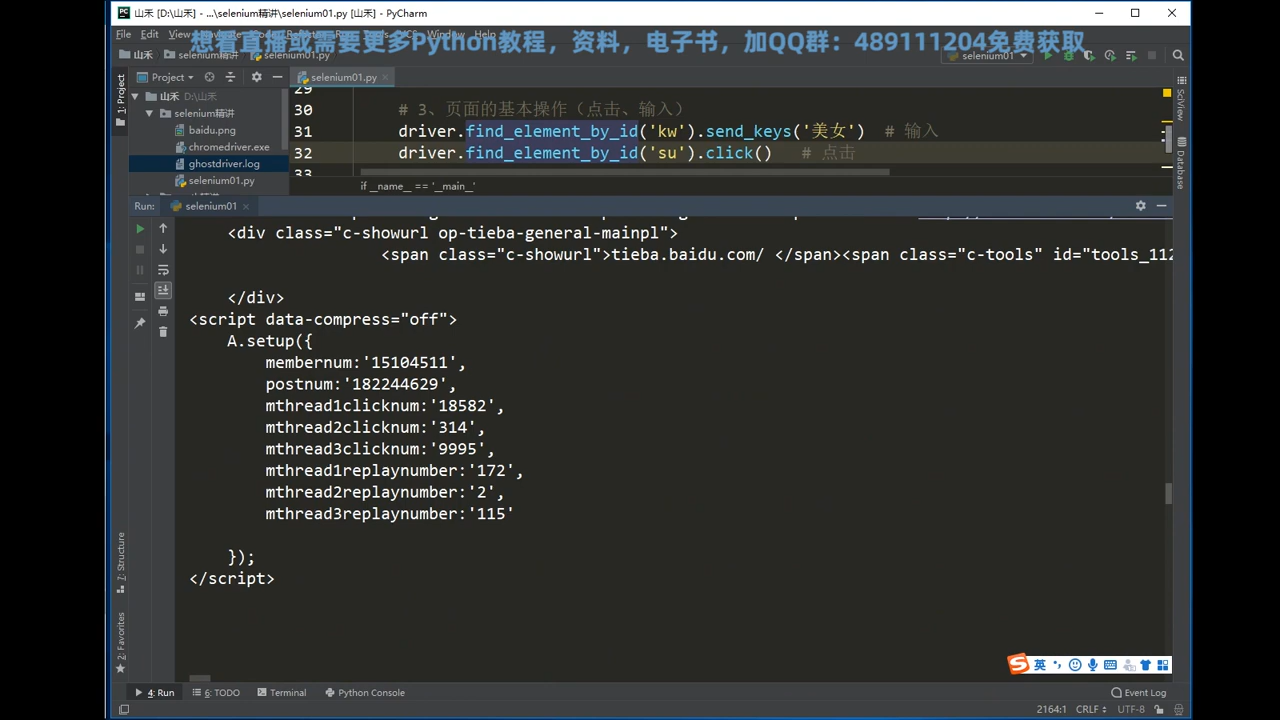 山禾 [D:\山禾] - ...\selenium精讲\selenium01.py [山禾] - PyCharm
File Edit View Window Help
想看直播或需要更多Python教程，资料，电子书，加QQ群：489111204免费获取
山禾 selenium精讲 selenium01.py selenium01
1: Project
Project
selenium01.py
山禾 D:\山禾
selenium精讲
baidu.png
chromedriver.exe
ghostdriver.log
selenium01.py
29
30 # 3、页面的基本操作（点击、输入）
31 driver.find_element_by_id('kw').send_keys('美女') # 输入
32 driver.find_element_by_id('su').click() # 点击
33
if __name__ == '__main__'
SciView
Database
Run: selenium01
<div class="c-showurl op-tieba-general-mainpl">
<span class="c-showurl">tieba.baidu.com/ </span><span class="c-tools" id="tools_112
</div>
<script data-compress="off">
A.setup({
membernum:'15104511',
postnum:'182244629',
mthread1clicknum:'18582',
mthread2clicknum:'314',
mthread3clicknum:'9995',
mthread1replaynumber:'172',
mthread2replaynumber:'2',
mthread3replaynumber:'115'
});
</script>
7: Structure
2: Favorites
英
4: Run 6: TODO Terminal Python Console Event Log
2164:1 CRLF UTF-8